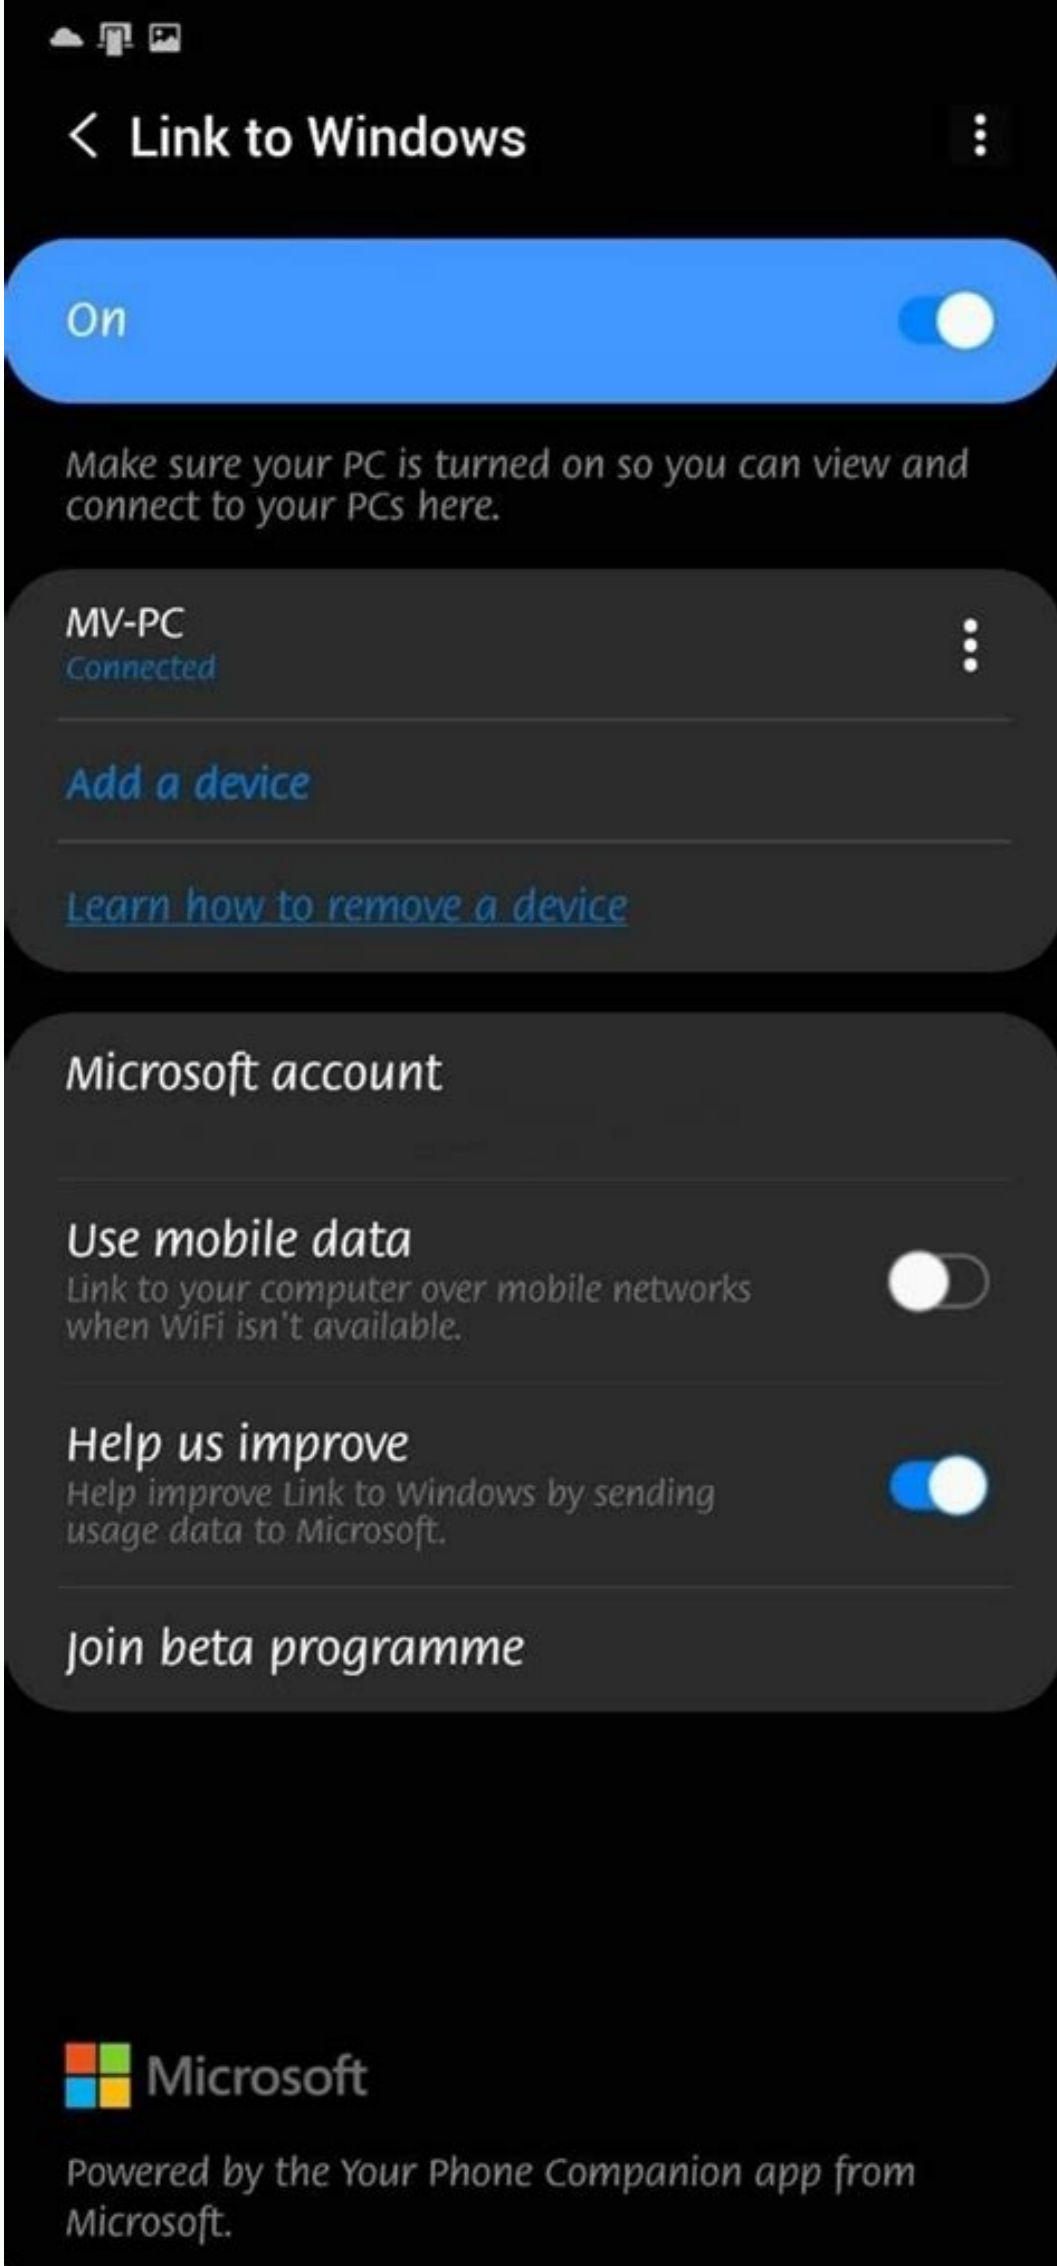 Link to Windows
On
Make sure your PC is turned on so you can view and
connect to your PCs here.
MV-PC
Connected
Add a device
Learn how to remove a device
Microsoft account
Use mobile data
Link to your computer over mobile networks
when WiFi isn't available.
Help us improve
Help improve Link to Windows by sending
usage data to Microsoft.
Join beta programme
Microsoft
Powered by the Your Phone Companion app from
Microsoft.